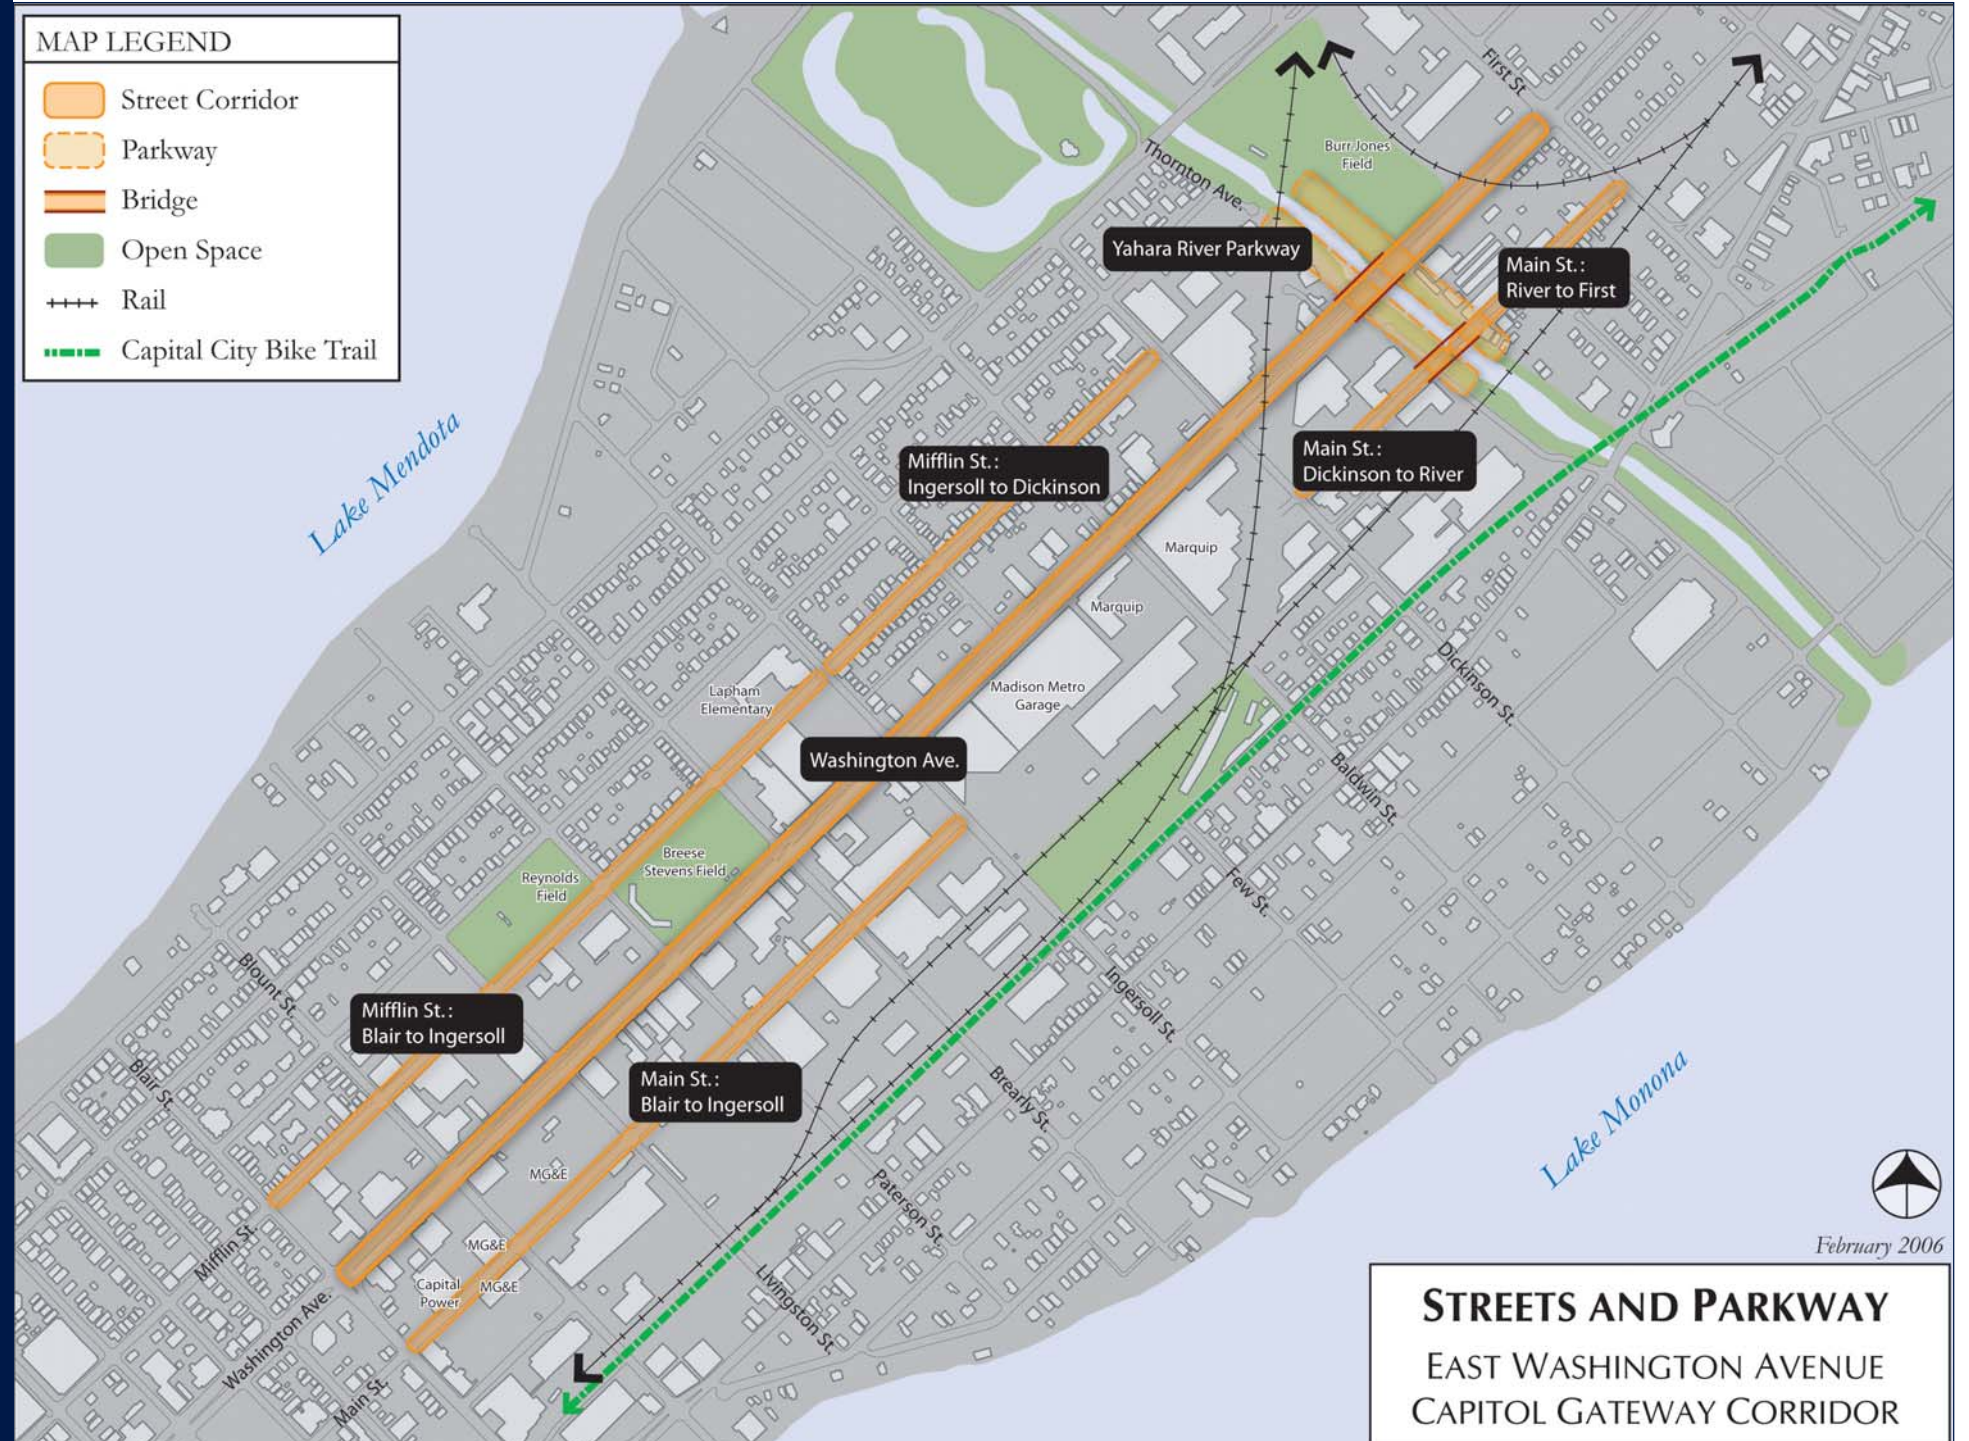 MAP LEGEND
Street Corridor
Parkway
Bridge
Open Space
Rail
Capital City Bike Trail
First St.
Burr Jones
Field
Thornton Ave.
Yahara River Parkway
Main St.:
River to First
Lake Mendota
Mifflin St.:
Ingersoll to Dickinson
Main St.:
Dickinson to River
Marquip
Marquip
Madison Metro
Garage
Lapham
Elementary
Dickinson St.
Washington Ave.
Baldwin St.
Breese
Stevens Field
Reynolds
Field
Few St.
Blount St.
Ingersoll St.
Mifflin St.:
Blair to Ingersoll
Blair St.
Main St.:
Blair to Ingersoll
Brearly St.
Lake Monona
MG&E
Paterson St.
Mifflin St.
MG&E
Capital
Power
MG&E
Livingston St.
Washington Ave.
Main St.
February 2006
STREETS AND PARKWAY
EAST WASHINGTON AVENUE
CAPITOL GATEWAY CORRIDOR